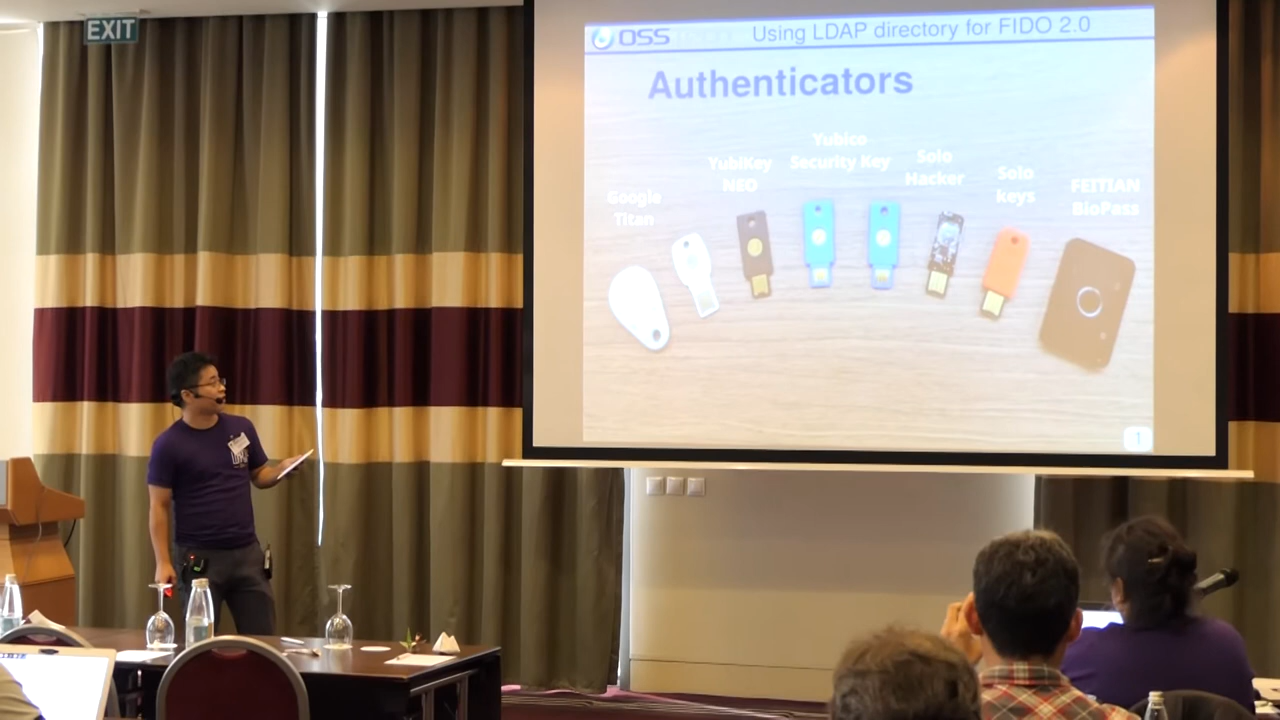 EXIT
OSS
Using LDAP directory for FIDO 2.0
Authenticators
Yubico
Security Key
YubiKey
NEO
Solo
Hacker
Solo
keys
Google
Titan
FEITIAN
BioPass
1